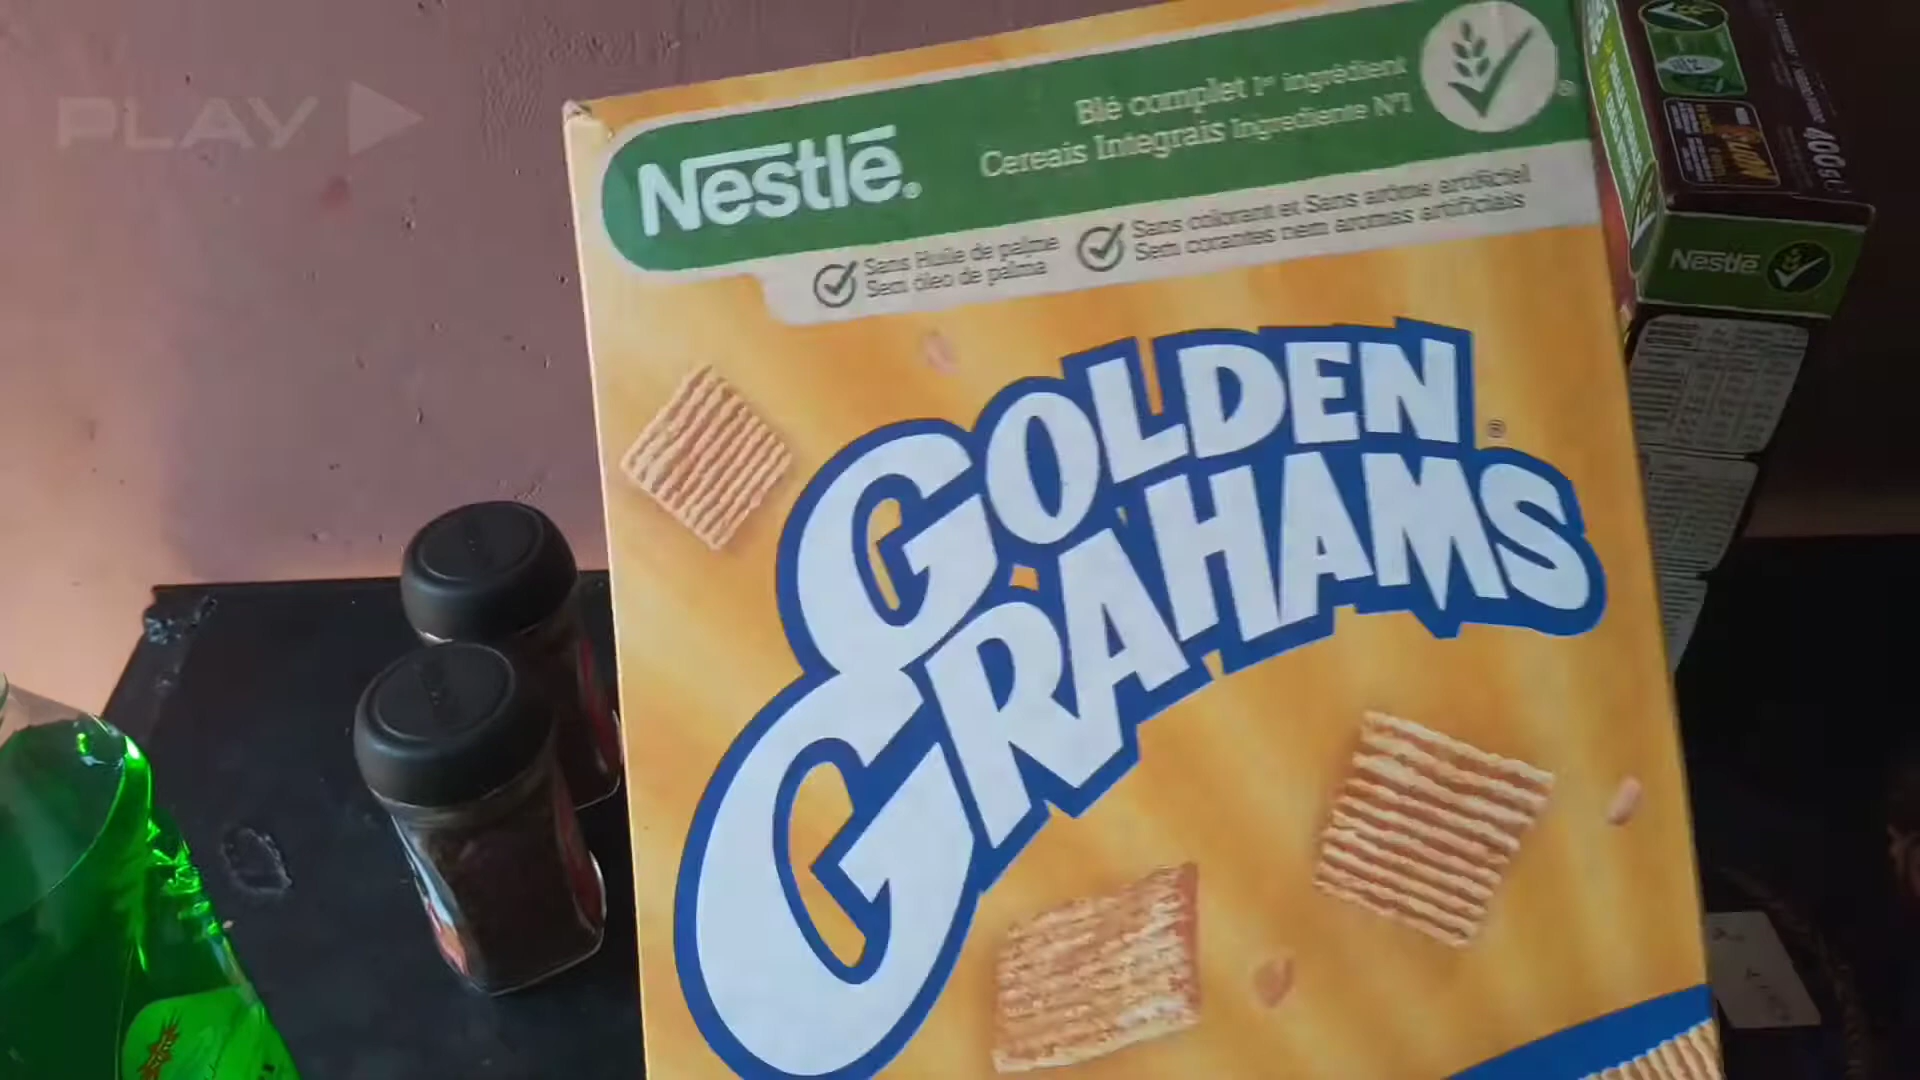 PLAY
Nestlé
Blé complet 1er ingrédient
Cereais Integrais Ingrediente Nº1
Sans Huile de palme
Sem óleo de palma
Sans colorant et Sans arôme artificiel
Sem corantes nem aromas artificiais
GOLDEN
GRAHAMS
400g
Nestlé